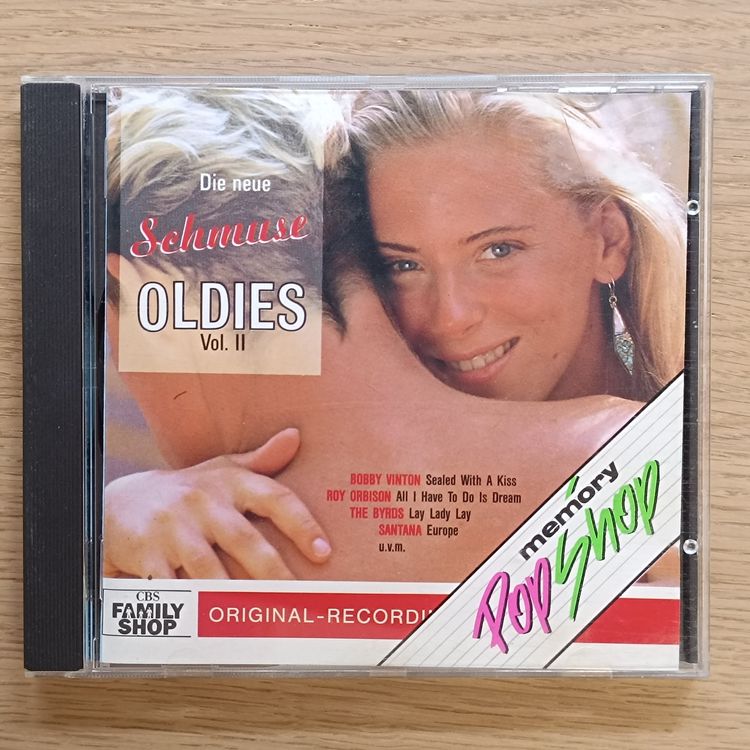 Die neue
Schmuse
OLDIES
Vol. II
BOBBY VINTON Sealed With A Kiss
ROY ORBISON All I Have To Do Is Dream
THE BYRDS Lay Lady Lay
SANTANA Europe
u.v.m.
memory
Pop Shop
CBS
FAMILY
SHOP
ORIGINAL-RECORDI